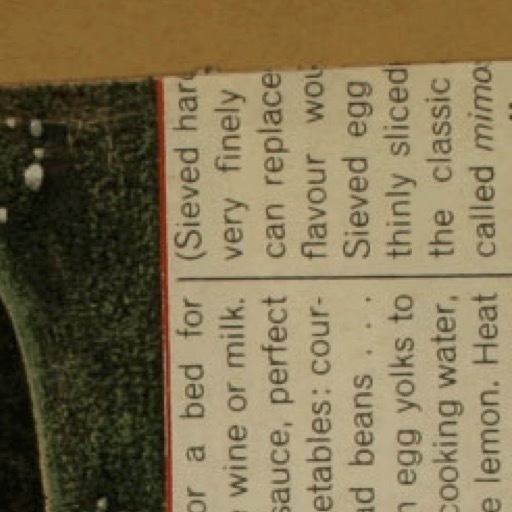 or a bed for
wine or milk.
sauce, perfect
etables: cour-
ad beans . . .
n egg yolks to
cooking water,
e lemon. Heat
(Sieved har
very finely
can replace
flavour wou
Sieved egg
thinly sliced
the classic
called mimo